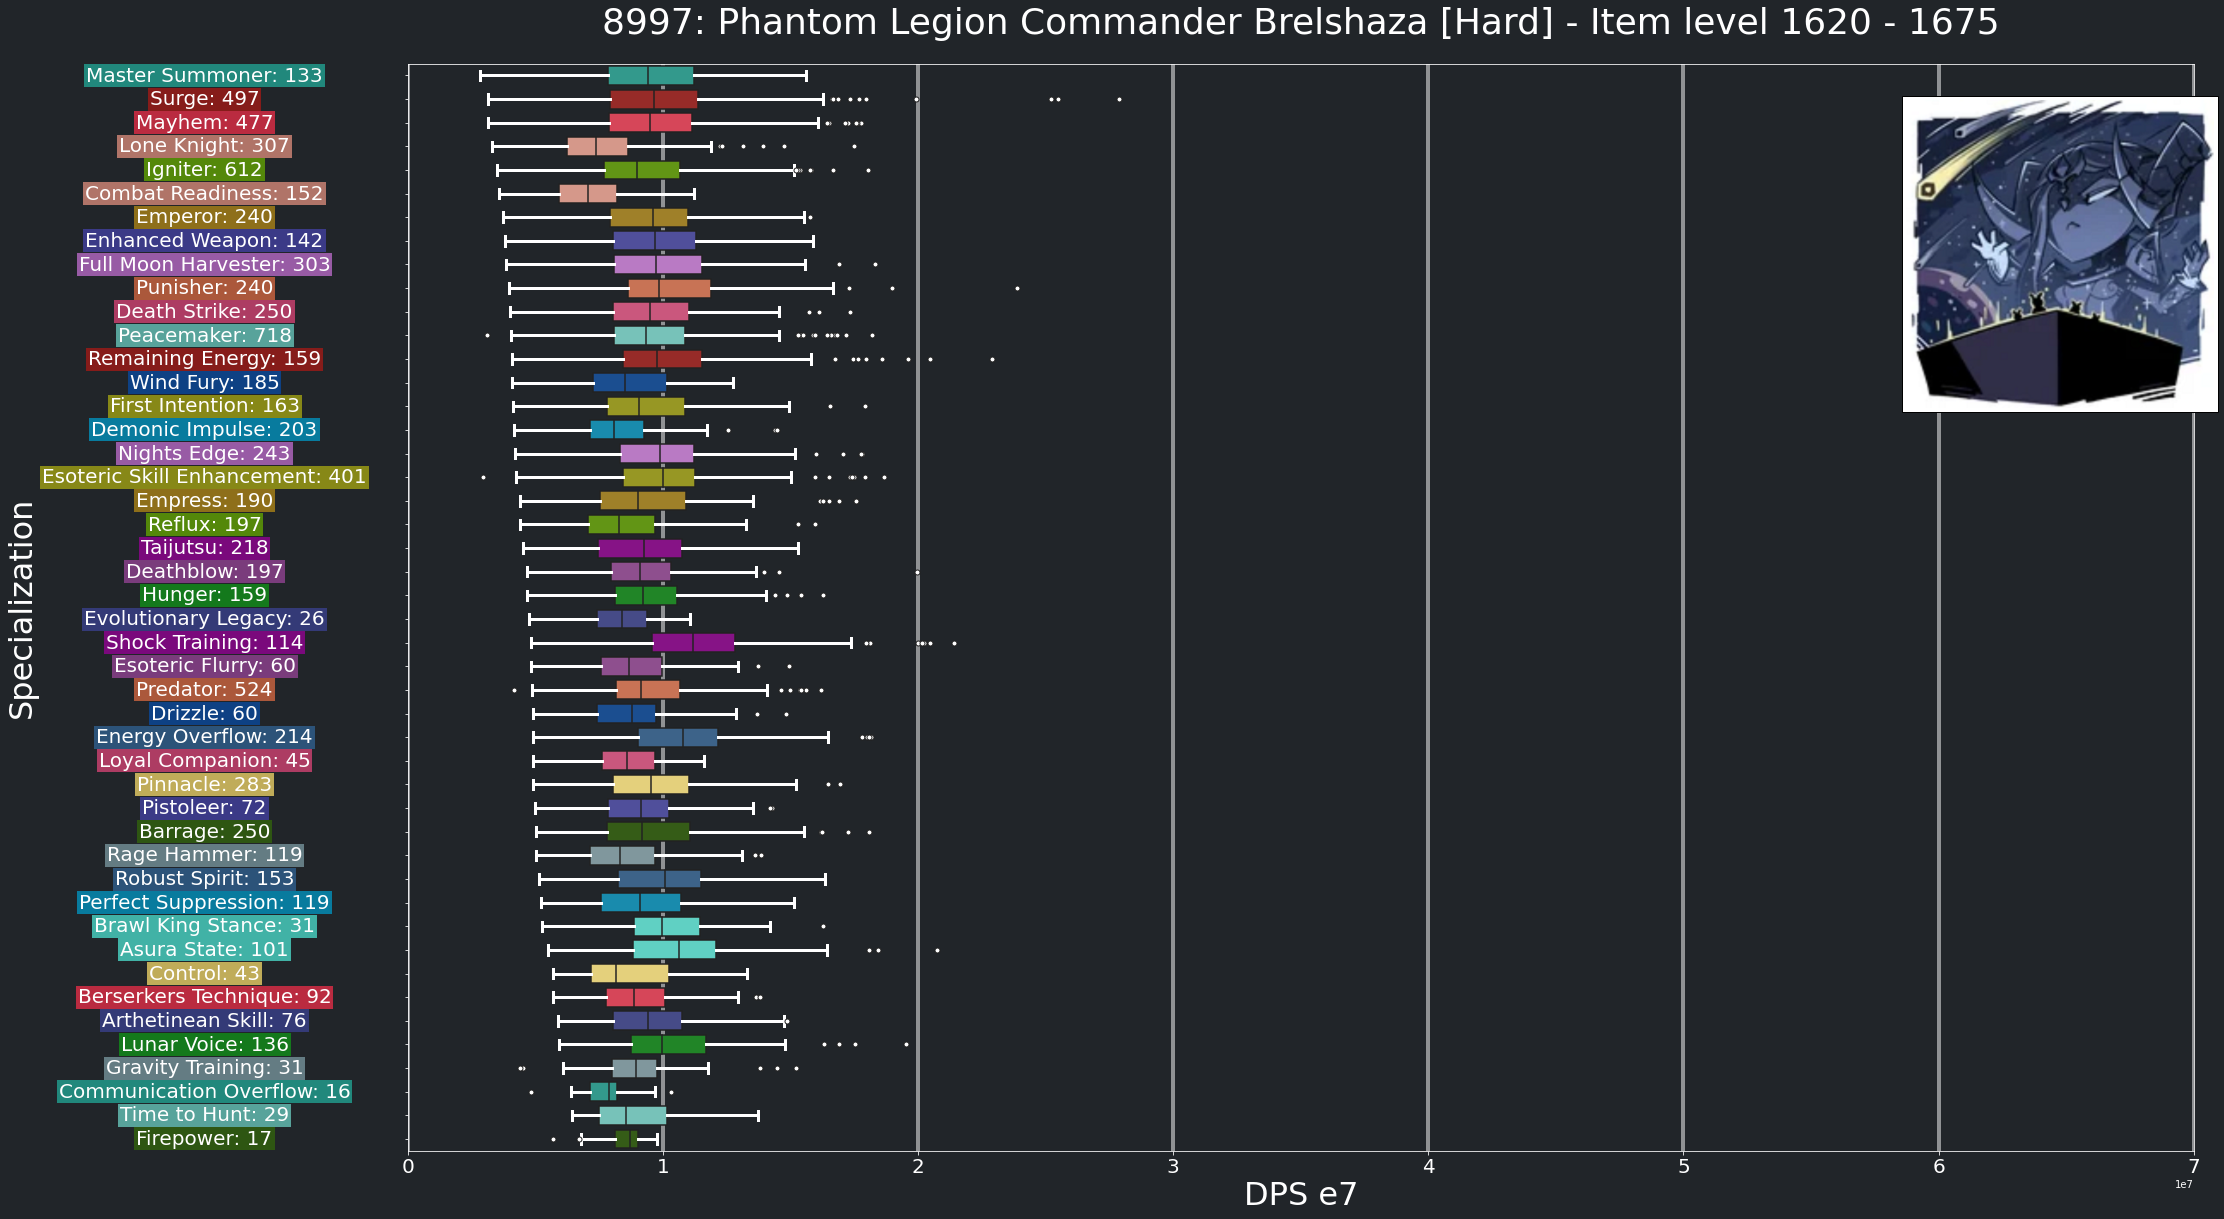 8997: Phantom Legion Commander Brelshaza [Hard] - Item level 1620 - 1675
Master Summoner: 133
Surge: 497
Mayhem: 477
Lone Knight: 307
Igniter: 612
Combat Readiness: 152
Emperor: 240
Enhanced Weapon: 142
Full Moon Harvester: 303
Punisher: 240
Death Strike: 250
Peacemaker: 718
Remaining Energy: 159
Wind Fury: 185
First Intention: 163
Demonic Impulse: 203
Nights Edge: 243
Esoteric Skill Enhancement: 401
Empress: 190
Reflux: 197
Taijutsu: 218
Deathblow: 197
Hunger: 159
Evolutionary Legacy: 26
Shock Training: 114
Esoteric Flurry: 60
Predator: 524
Drizzle: 60
Energy Overflow: 214
Loyal Companion: 45
Pinnacle: 283
Pistoleer: 72
Barrage: 250
Rage Hammer: 119
Robust Spirit: 153
Perfect Suppression: 119
Brawl King Stance: 31
Asura State: 101
Control: 43
Berserkers Technique: 92
Arthetinean Skill: 76
Lunar Voice: 136
Gravity Training: 31
Communication Overflow: 16
Time to Hunt: 29
Firepower: 17
Specialization
0 1 2 3 4 5 6 7
1e7
DPS e7